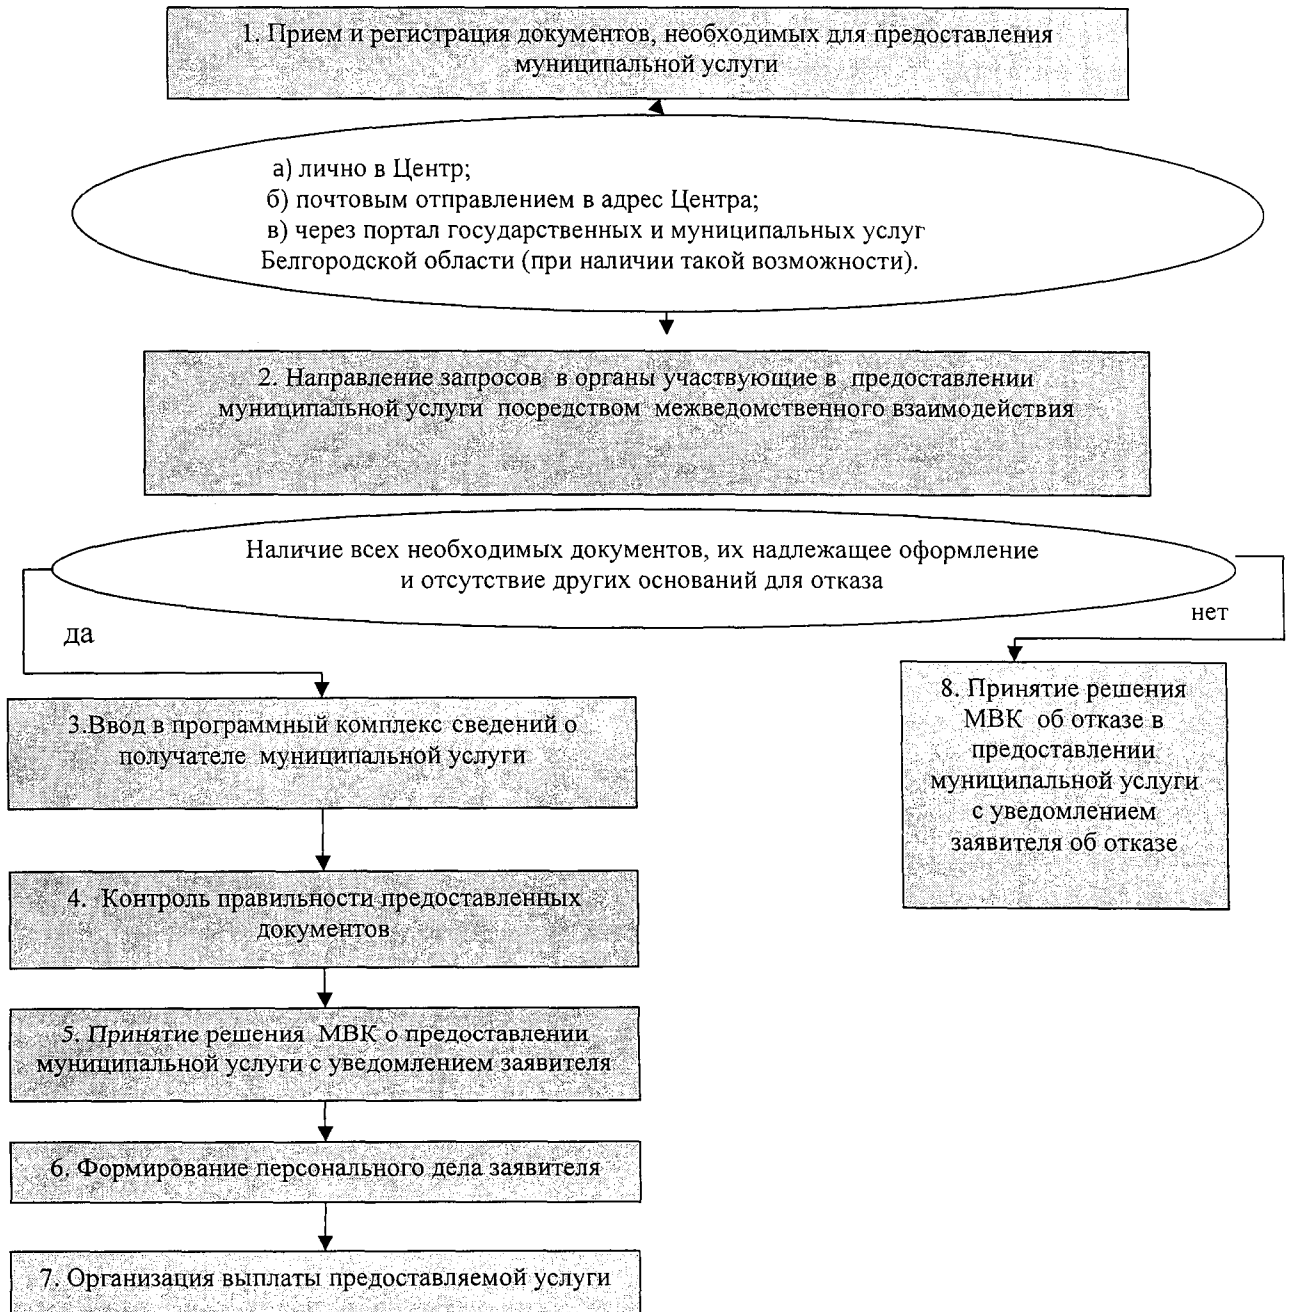 1. Прием и регистрация документов, необходимых для предоставления
муниципальной услуги
а) лично в Центр;
б) почтовым отправлением в адрес Центра;
в) через портал государственных и муниципальных услуг
Белгородской области (при наличии такой возможности).
2. Направление запросов в органы участвующие в предоставлении
муниципальной услуги посредством межведомственного взаимодействия
Наличие всех необходимых документов, их надлежащее оформление
и отсутствие других оснований для отказа
да
нет
3.Ввод в программный комплекс сведений о
получателе муниципальной услуги
4. Контроль правильности предоставленных
документов
5. Принятие решения МВК о предоставлении
муниципальной услуги с уведомлением заявителя
6. Формирование персонального дела заявителя
7. Организация выплаты предоставляемой услуги
8. Принятие решения
МВК об отказе в
предоставлении
муниципальной услуги
с уведомлением
заявителя об отказе